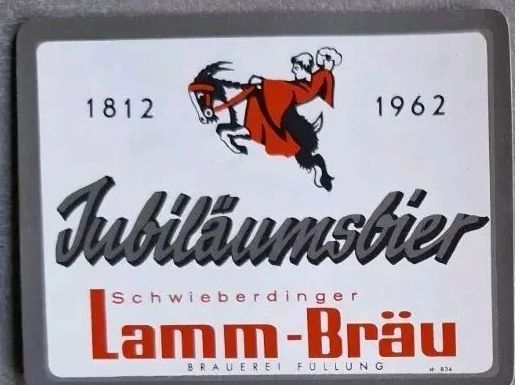 1812 1962
Jubiläumsbier
Schwieberdinger
Lamm-Bräu
BRAUEREI FÜLLUNG